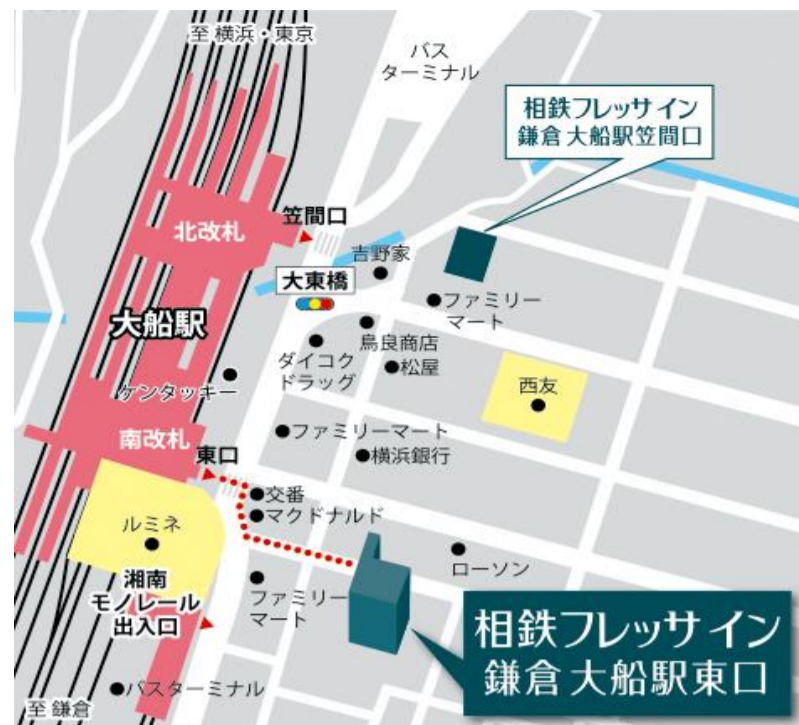 至 横浜・東京
バス
ターミナル
相鉄フレッサイン
鎌倉 大船駅笠間口
笠間口
北改札
吉野家
大東橋
ファミリー
マート
大船駅
鳥良商店
ダイコク
ドラッグ
松屋
西友
ケンタッキー
ファミリーマート
南改札
東口
横浜銀行
交番
マクドナルド
ルミネ
ローソン
湘南
モノレール
出入口
ファミリー
マート
相鉄フレッサイン
鎌倉 大船駅東口
バスターミナル
至 鎌倉